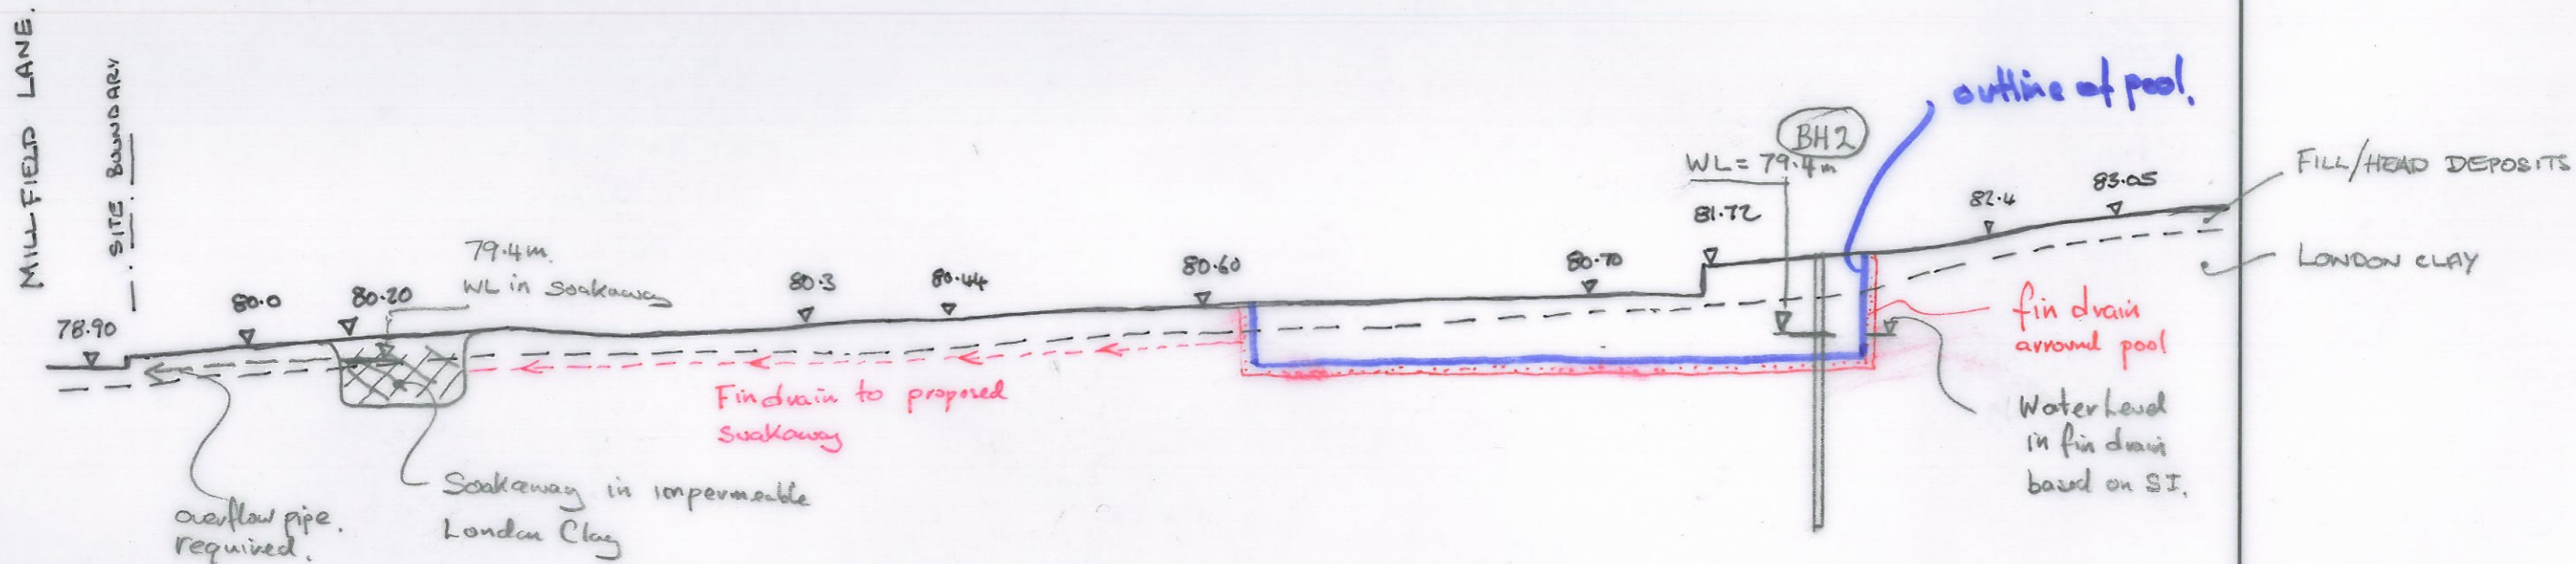 MILLFIELD LANE.
SITE BOUNDARY
78.90
80.0
80.20
79.4m.
WL in soakaway
80.3
80.44
80.60
80.70
81.72
WL = 79.4m
BH2
outline of pool.
82.4
83.05
FILL/HEAD DEPOSITS
LONDON CLAY
fin drain
arround pool
Water Level
in fin drain
based on SI.
Fin drain to proposed
soakaway
Soakaway in impermeable
London Clay
overflow pipe.
required.